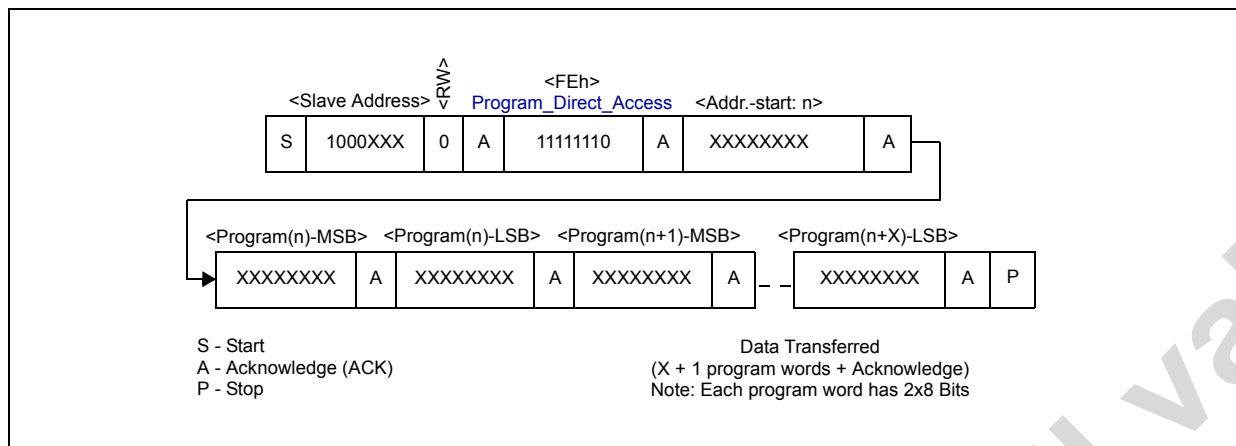 <RW>
<FEh>
<Slave Address> Program_Direct_Access <Addr.-start: n>
S 1000XXX 0 A 11111110 A XXXXXXXX A
<Program(n)-MSB> <Program(n)-LSB> <Program(n+1)-MSB> <Program(n+X)-LSB>
XXXXXXXX A XXXXXXXX A XXXXXXXX A XXXXXXXX A P
S - Start
A - Acknowledge (ACK)
P - Stop
Data Transferred
(X + 1 program words + Acknowledge)
Note: Each program word has 2x8 Bits